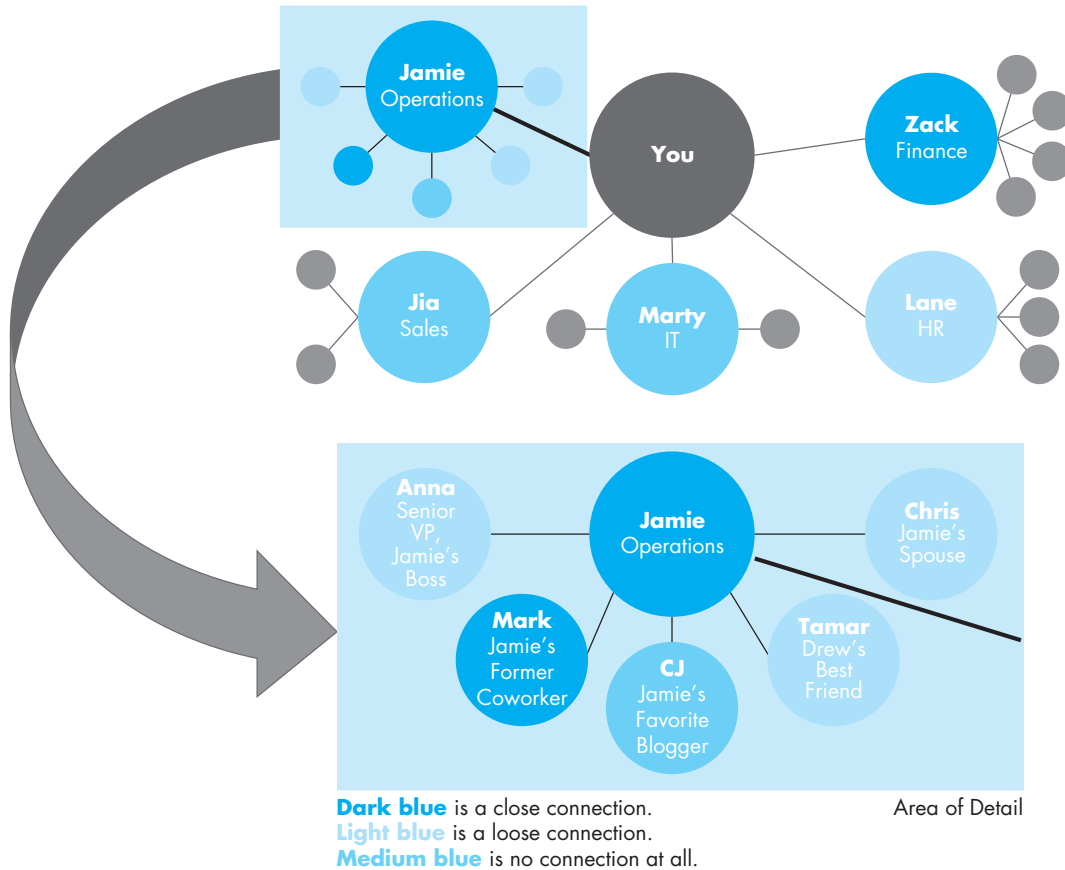 Jamie
Operations
You
Zack
Finance
Jia
Sales
Marty
IT
Lane
HR
Anna
Senior
VP,
Jamie's
Boss
Jamie
Operations
Chris
Jamie's
Spouse
Mark
Jamie's
Former
Coworker
CJ
Jamie's
Favorite
Blogger
Tamar
Drew's
Best
Friend
Dark blue is a close connection.
Area of Detail
Light blue is a loose connection.
Medium blue is no connection at all.